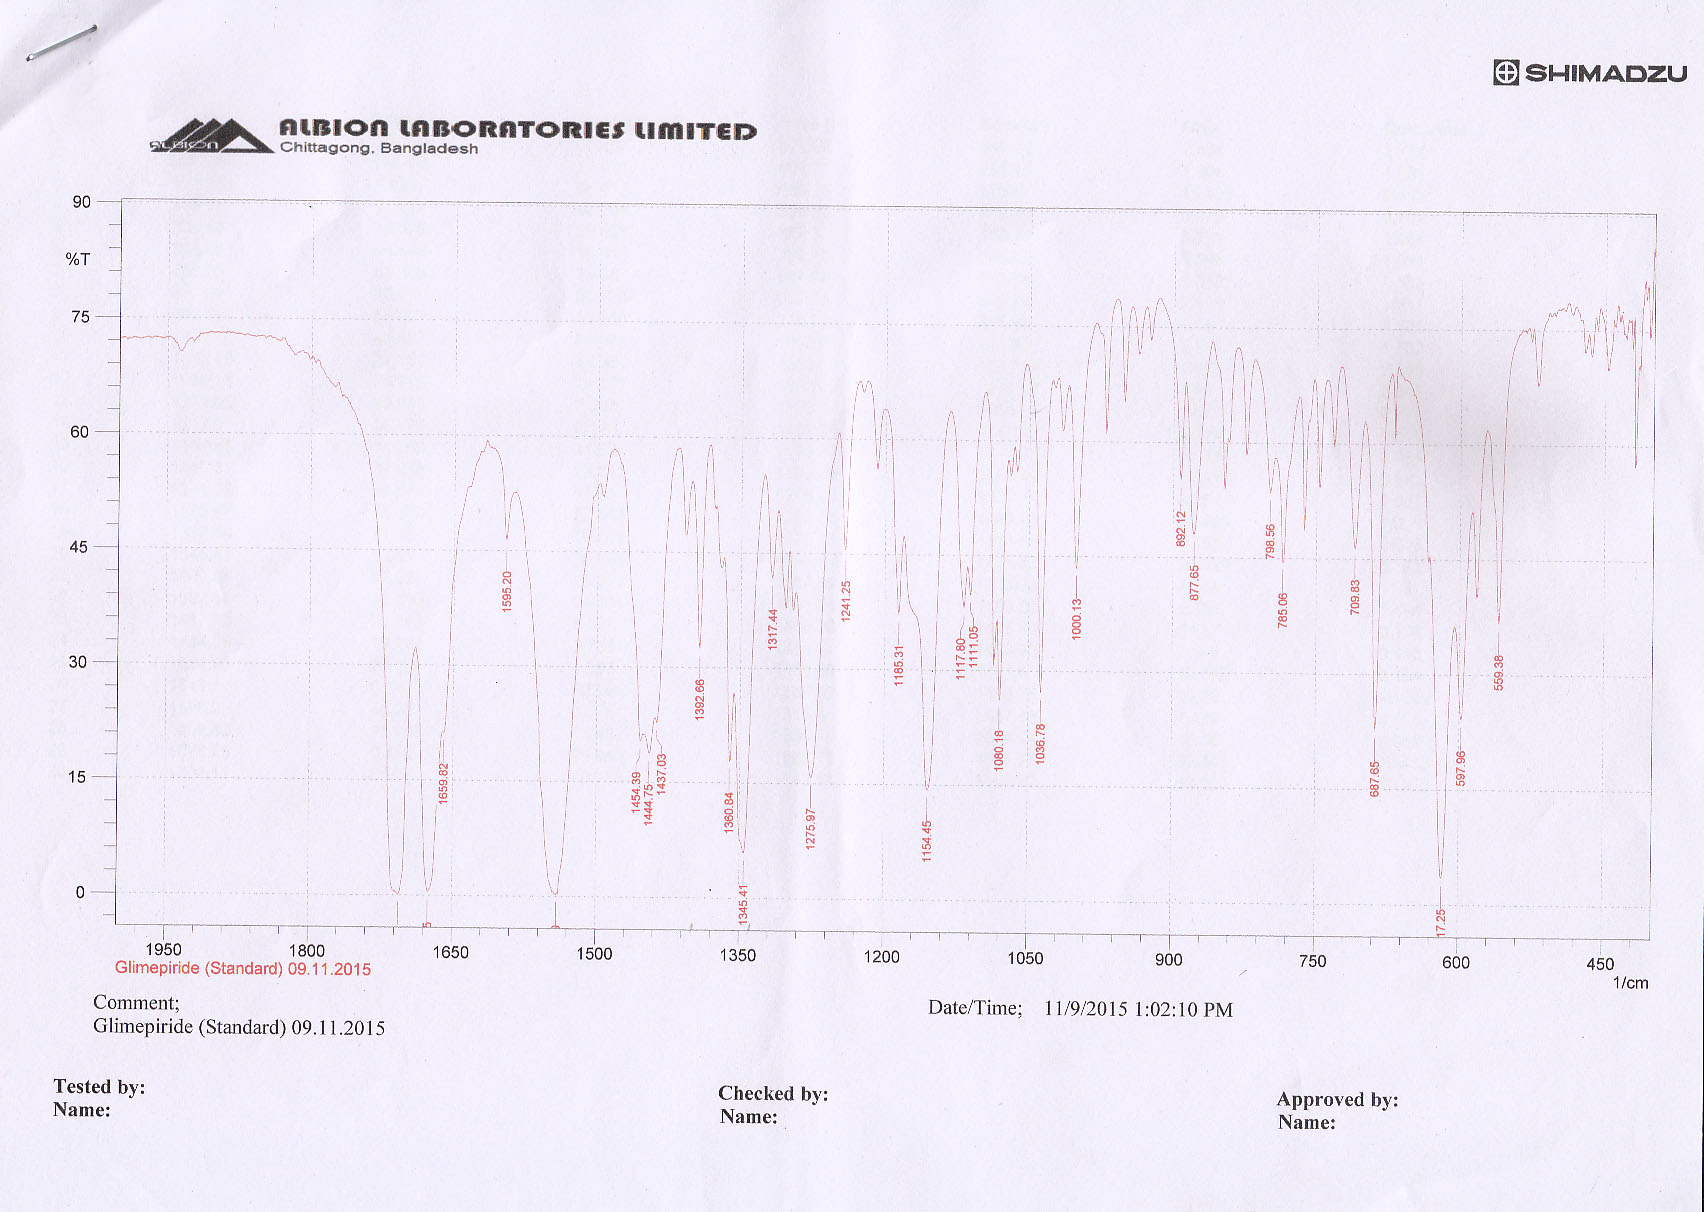 SHIMADZU
ALBION LABORATORIES LIMITED
ALBION
Chittagong, Bangladesh
90
%T
75
60
45
30
15
0
1659.82
1595.20
1454.39
1444.75
1437.03
1392.66
1360.84
1345.41
1317.44
1275.97
1241.25
1185.31
1154.45
1117.80
1111.05
1080.18
1036.78
1000.13
892.12
877.65
798.56
785.06
709.83
687.65
17.25
597.96
559.38
1950 1800 1650 1500 1350 1200 1050 900 750 600 450
1/cm
Glimepiride (Standard) 09.11.2015
Comment;
Glimepiride (Standard) 09.11.2015
Date/Time; 11/9/2015 1:02:10 PM
Tested by:
Name:
Checked by:
Name:
Approved by:
Name: